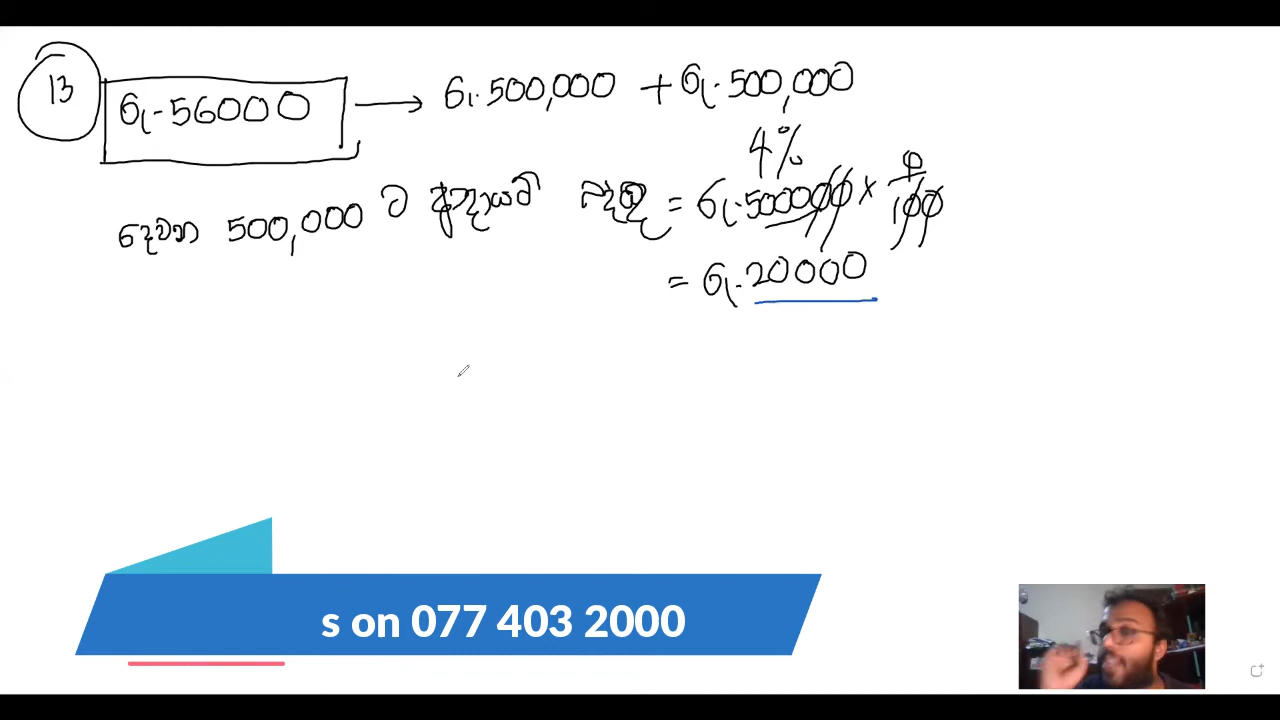 13
රු.56000 → රු.500,000 + රු.500,000
4%
දෙවන 500,000 ට ආදායම් බද්ද = රු.5000000 × 4/100
= රු.20000
s on 077 403 2000